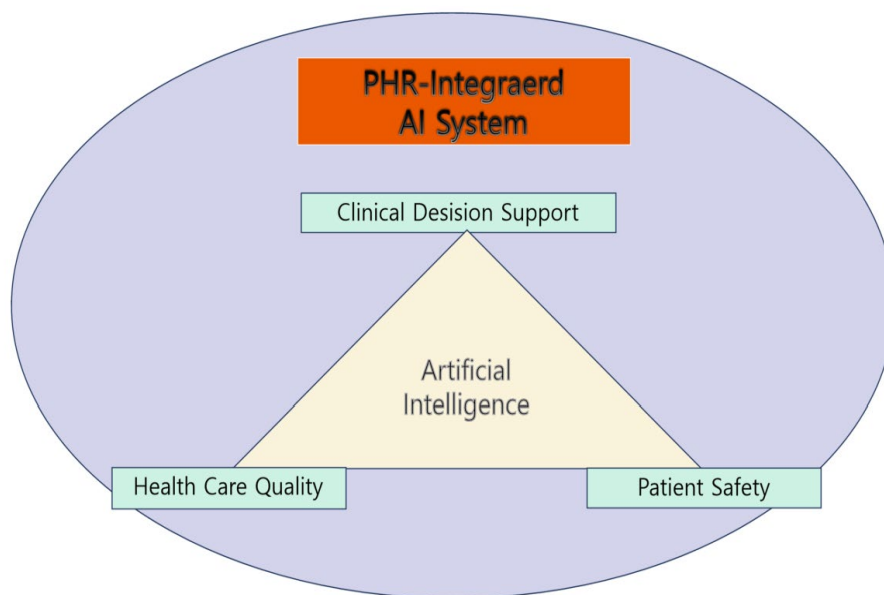 PHR-Integraerd
AI System
Clinical Desision Support
Artificial
Intelligence
Health Care Quality
Patient Safety